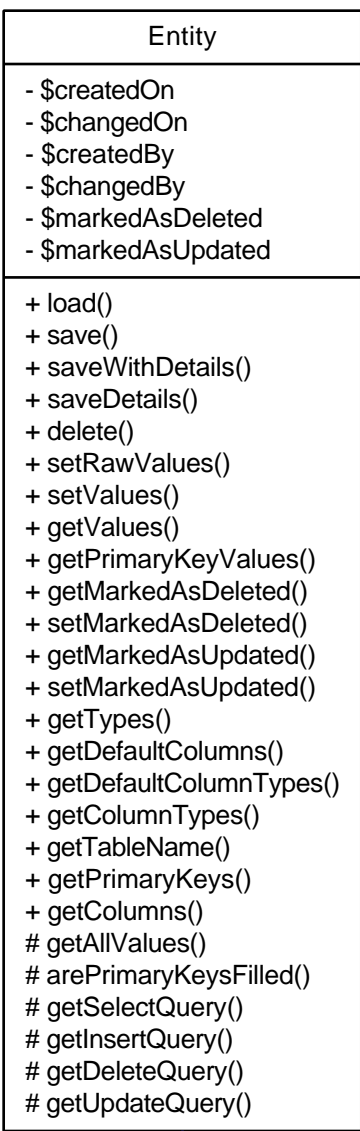 Entity
- $createdOn
- $changedOn
- $createdBy
- $changedBy
- $markedAsDeleted
- $markedAsUpdated
+ load()
+ save()
+ saveWithDetails()
+ saveDetails()
+ delete()
+ setRawValues()
+ setValues()
+ getValues()
+ getPrimaryKeyValues()
+ getMarkedAsDeleted()
+ setMarkedAsDeleted()
+ getMarkedAsUpdated()
+ setMarkedAsUpdated()
+ getTypes()
+ getDefaultColumns()
+ getDefaultColumnTypes()
+ getColumnTypes()
+ getTableName()
+ getPrimaryKeys()
+ getColumns()
# getAllValues()
# arePrimaryKeysFilled()
# getSelectQuery()
# getInsertQuery()
# getDeleteQuery()
# getUpdateQuery()